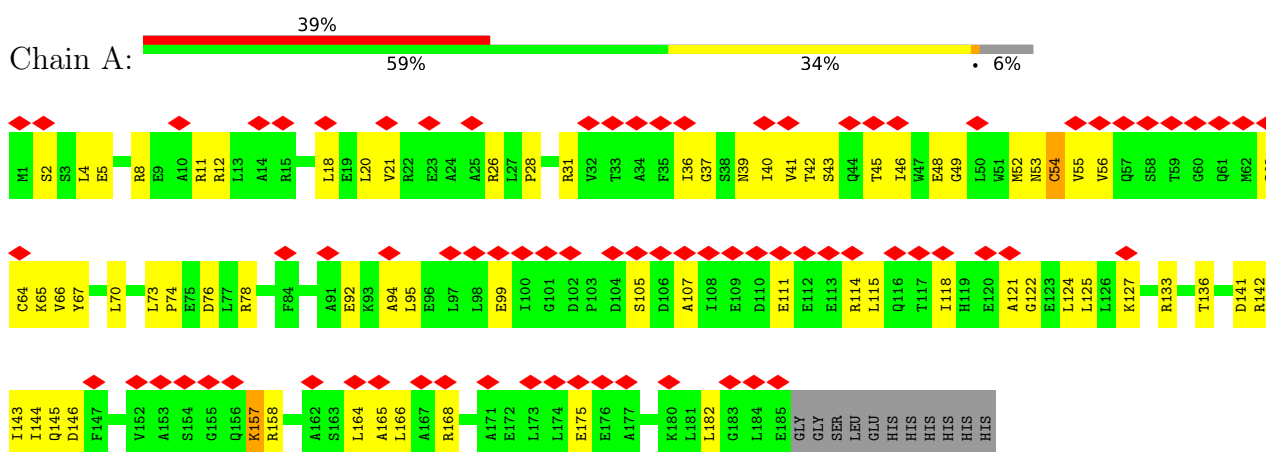 39%
Chain A:
59% 34% • 6%
M1 S2 S3 L4 E5 R8 E9 A10 R11 R12 L13 A14 R15 L18 E19 L20 V21 R22 E23 A24 A25 R26 L27 P28 R31 V32 T33 A34 F35 I36 G37 S38 N39 I40 V41 T42 S43 Q44 T45 I46 W47 E48 G49 L50 W51 M52 N53 C54 V55 V56 Q57 S58 T59 G60 Q61 M62
C64 K65 V66 Y67 L70 L73 P74 E75 D76 L77 R78 F84 A91 E92 K93 A94 L95 E96 L97 L98 E99 I100 G101 D102 P103 D104 S105 D106 A107 I108 E109 D110 E111 E112 E113 R114 L115 Q116 T117 I118 H119 E120 A121 G122 E123 L124 L125 L126 K127 R133 T136 D141 R142
I143 I144 Q145 D146 F147 V152 A153 S154 G155 Q156 K157 R158 A162 S163 L164 A165 L166 A167 R168 A171 E172 L173 L174 E175 E176 A177 K180 L181 L182 G183 L184 E185 GLY GLY SER LEU GLU HIS HIS HIS HIS HIS HIS